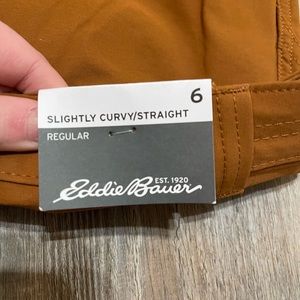 6
SLIGHTLY CURVY/STRAIGHT
REGULAR
EST. 1920
Eddie Bauer